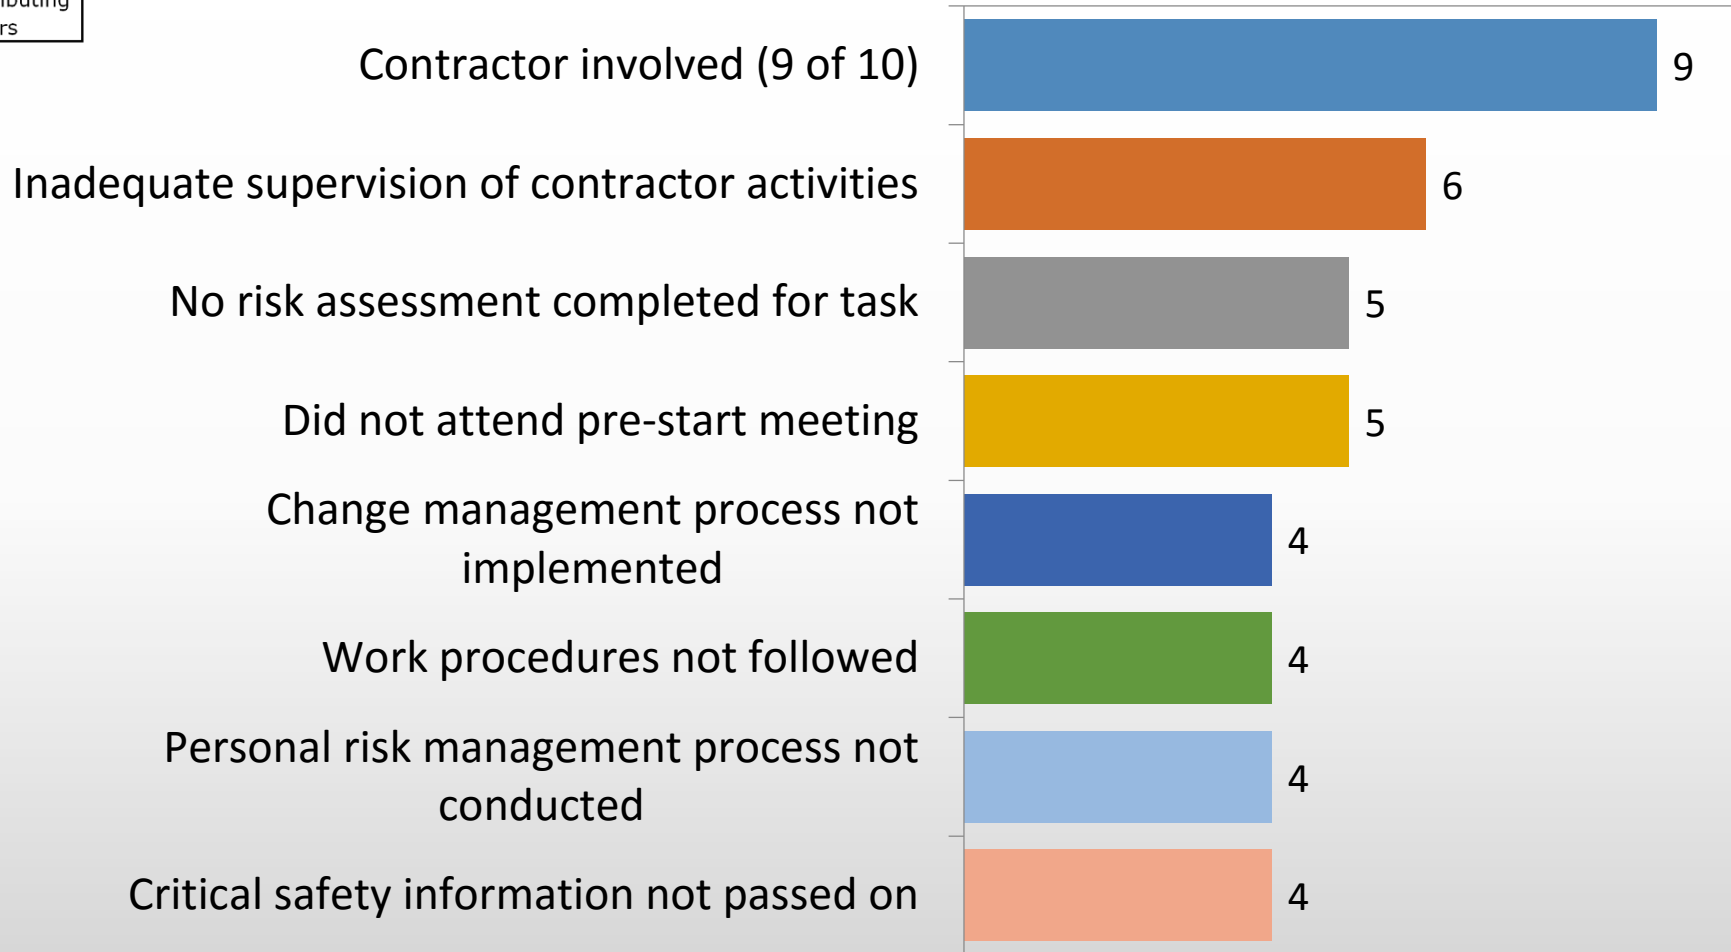 rs
Contractor involved (9 of 10)
9
Inadequate supervision of contractor activities
6
No risk assessment completed for task
5
Did not attend pre-start meeting
5
Change management process not
implemented
4
Work procedures not followed
4
Personal risk management process not
conducted
4
Critical safety information not passed on
4